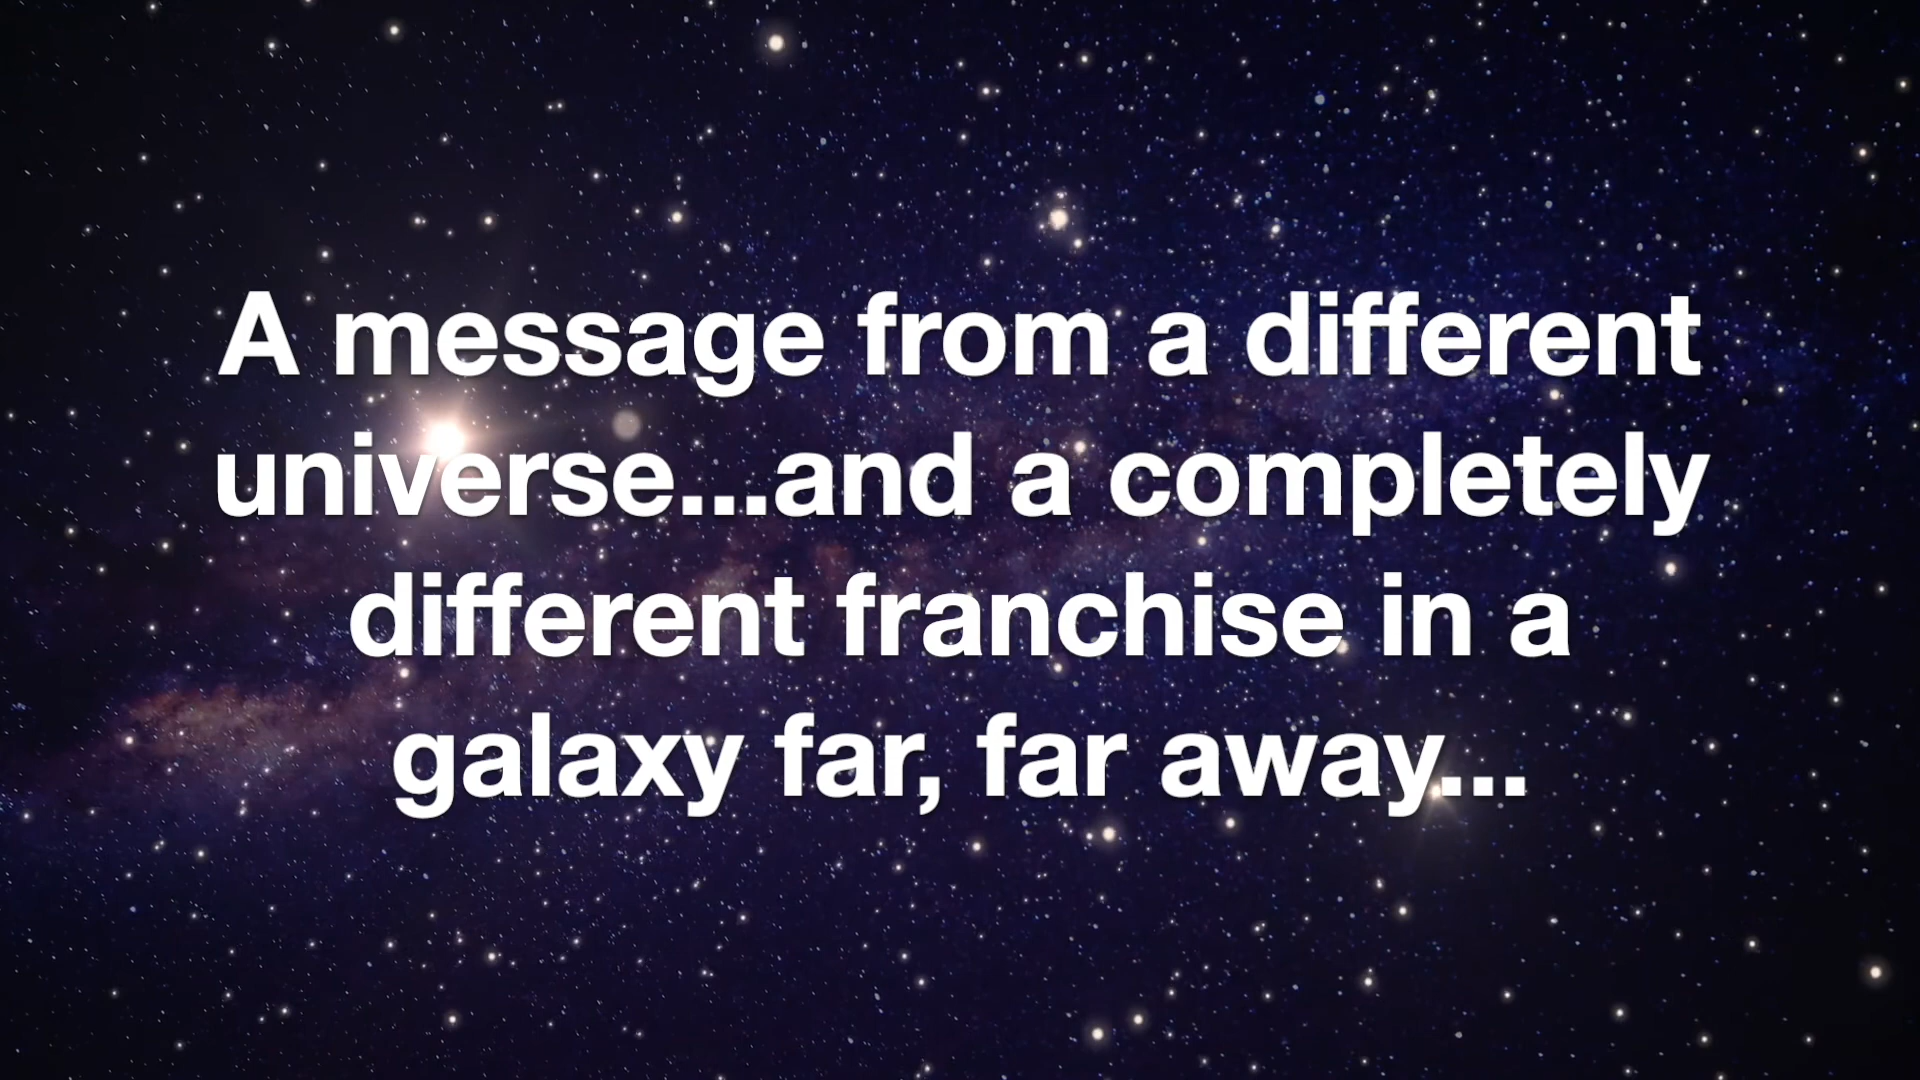 A message from a different
universe...and a completely
different franchise in a
galaxy far, far away...